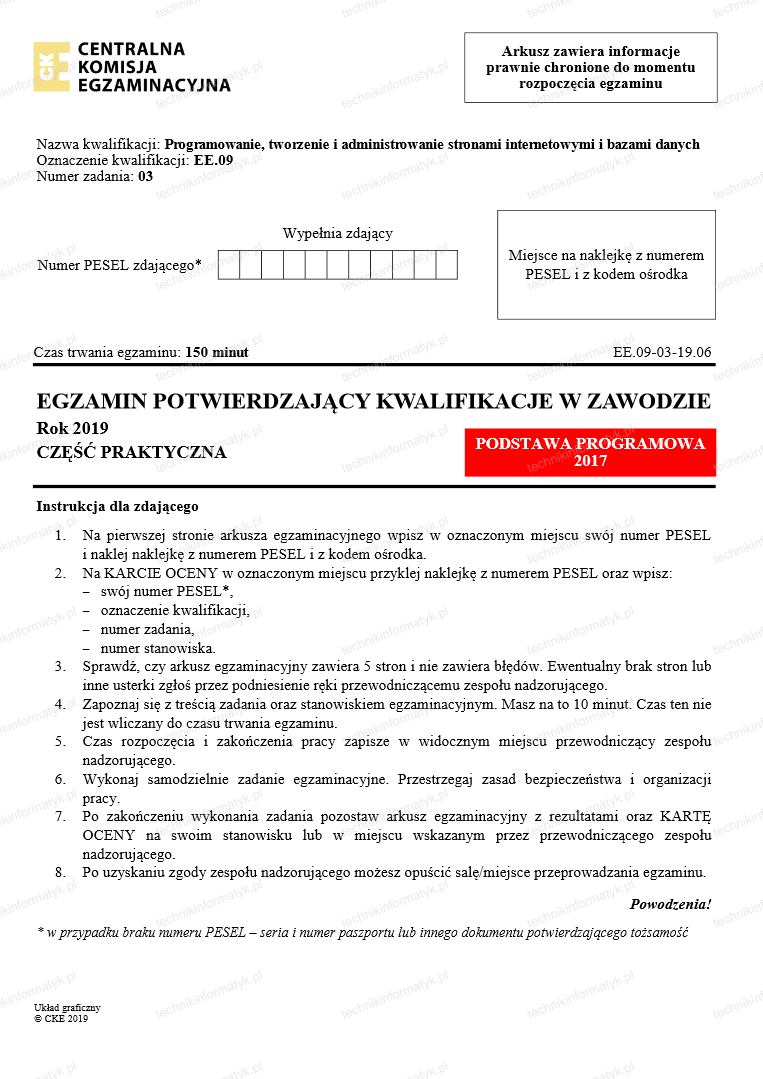 CENTRALNA
KOMISJA
EGZAMINACYJNA
CKE
Arkusz zawiera informacje
prawnie chronione do momentu
rozpoczęcia egzaminu
Nazwa kwalifikacji: Programowanie, tworzenie i administrowanie stronami internetowymi i bazami danych
Oznaczenie kwalifikacji: EE.09
Numer zadania: 03
Wypełnia zdający
Numer PESEL zdającego*
Miejsce na naklejkę z numerem
PESEL i z kodem ośrodka
Czas trwania egzaminu: 150 minut
EE.09-03-19.06
EGZAMIN POTWIERDZAJĄCY KWALIFIKACJE W ZAWODZIE
Rok 2019
CZĘŚĆ PRAKTYCZNA
PODSTAWA PROGRAMOWA
2017
Instrukcja dla zdającego
1. Na pierwszej stronie arkusza egzaminacyjnego wpisz w oznaczonym miejscu swój numer PESEL
i naklej naklejkę z numerem PESEL i z kodem ośrodka.
2. Na KARCIE OCENY w oznaczonym miejscu przyklej naklejkę z numerem PESEL oraz wpisz:
– swój numer PESEL*,
– oznaczenie kwalifikacji,
– numer zadania,
– numer stanowiska.
3. Sprawdź, czy arkusz egzaminacyjny zawiera 5 stron i nie zawiera błędów. Ewentualny brak stron lub
inne usterki zgłoś przez podniesienie ręki przewodniczącemu zespołu nadzorującego.
4. Zapoznaj się z treścią zadania oraz stanowiskiem egzaminacyjnym. Masz na to 10 minut. Czas ten nie
jest wliczany do czasu trwania egzaminu.
5. Czas rozpoczęcia i zakończenia pracy zapisze w widocznym miejscu przewodniczący zespołu
nadzorującego.
6. Wykonaj samodzielnie zadanie egzaminacyjne. Przestrzegaj zasad bezpieczeństwa i organizacji
pracy.
7. Po zakończeniu wykonania zadania pozostaw arkusz egzaminacyjny z rezultatami oraz KARTĘ
OCENY na swoim stanowisku lub w miejscu wskazanym przez przewodniczącego zespołu
nadzorującego.
8. Po uzyskaniu zgody zespołu nadzorującego możesz opuścić salę/miejsce przeprowadzania egzaminu.
Powodzenia!
* w przypadku braku numeru PESEL – seria i numer paszportu lub innego dokumentu potwierdzającego tożsamość
Układ graficzny
© CKE 2019
technikinformatyk.pl